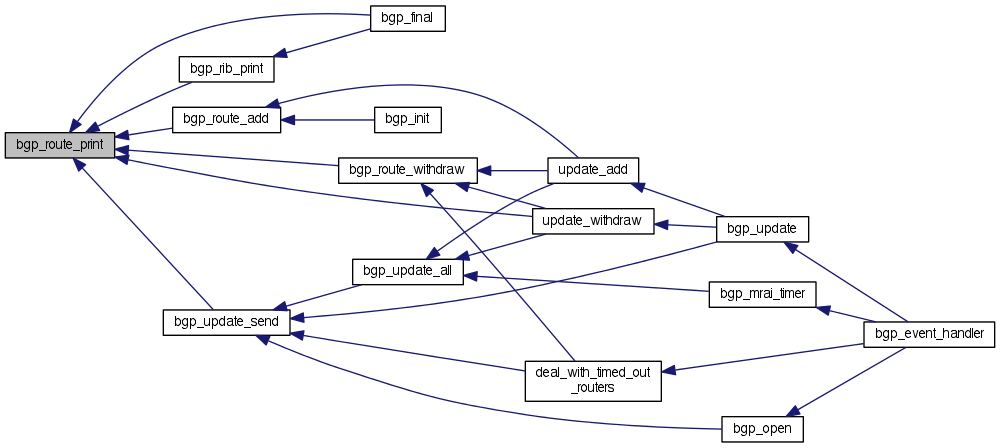 bgp_final
bgp_rib_print
bgp_route_add
bgp_init
bgp_route_print
bgp_route_withdraw
update_add
update_withdraw
bgp_update
bgp_update_all
bgp_mrai_timer
bgp_update_send
bgp_event_handler
deal_with_timed_out
_routers
bgp_open